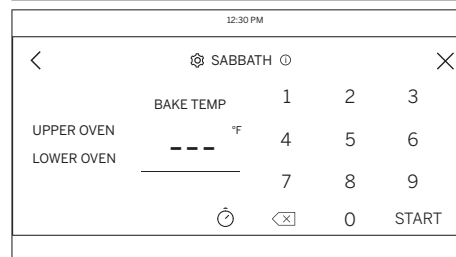 12:30 PM
SABBATH
BAKE TEMP
UPPER OVEN
LOWER OVEN
--- °F
1 2 3
4 5 6
7 8 9
0 START